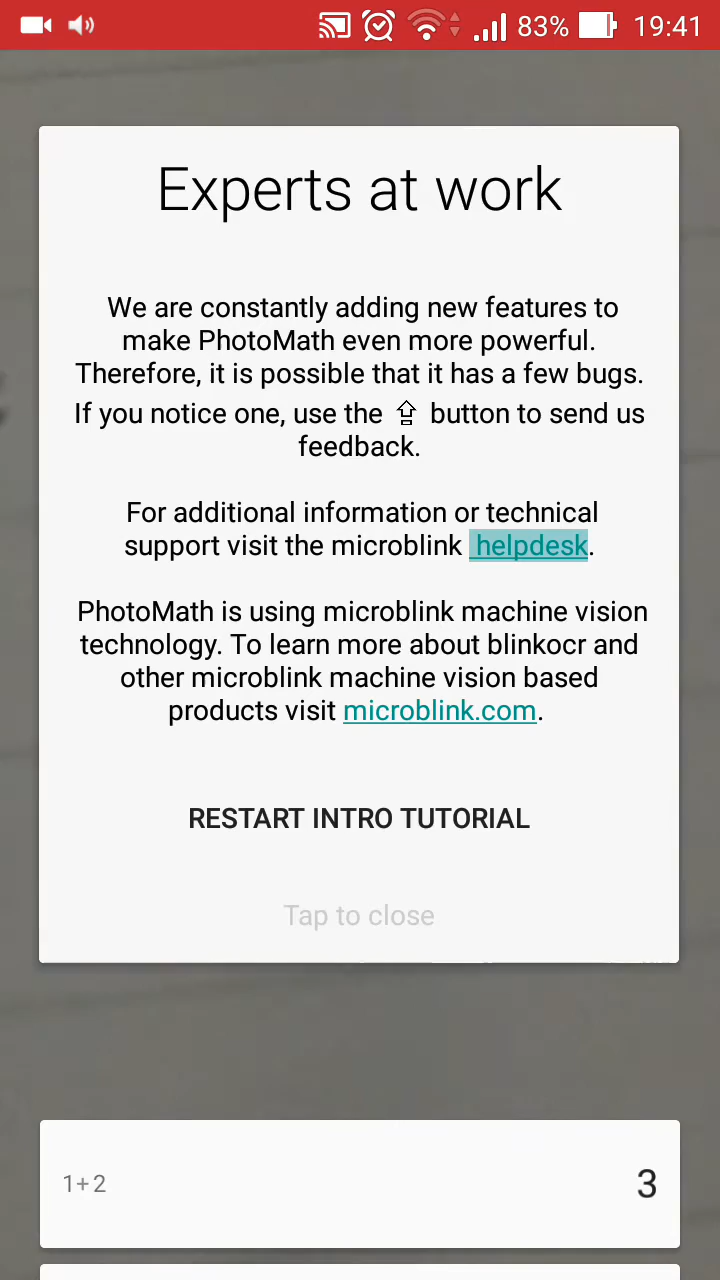 83% 19:41
Experts at work
We are constantly adding new features to
make PhotoMath even more powerful.
Therefore, it is possible that it has a few bugs.
If you notice one, use the button to send us
feedback.
For additional information or technical
support visit the microblink helpdesk.
PhotoMath is using microblink machine vision
technology. To learn more about blinkocr and
other microblink machine vision based
products visit microblink.com.
RESTART INTRO TUTORIAL
Tap to close
1+2 3